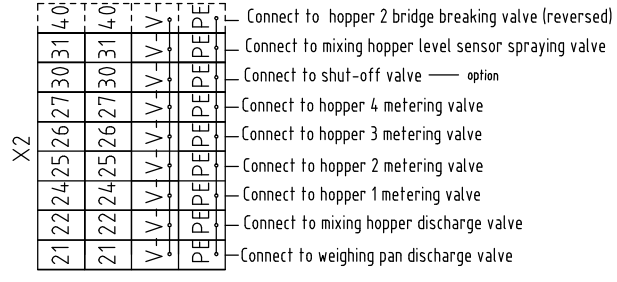 40 40 V- PE Connect to hopper 2 bridge breaking valve (reversed)
31 31 V- PE Connect to mixing hopper level sensor spraying valve
30 30 V- PE Connect to shut-off valve —— option
27 27 V- PE Connect to hopper 4 metering valve
26 26 V- PE Connect to hopper 3 metering valve
25 25 V- PE Connect to hopper 2 metering valve
24 24 V- PE Connect to hopper 1 metering valve
22 22 V- PE Connect to mixing hopper discharge valve
21 21 V- PE Connect to weighing pan discharge valve
X2